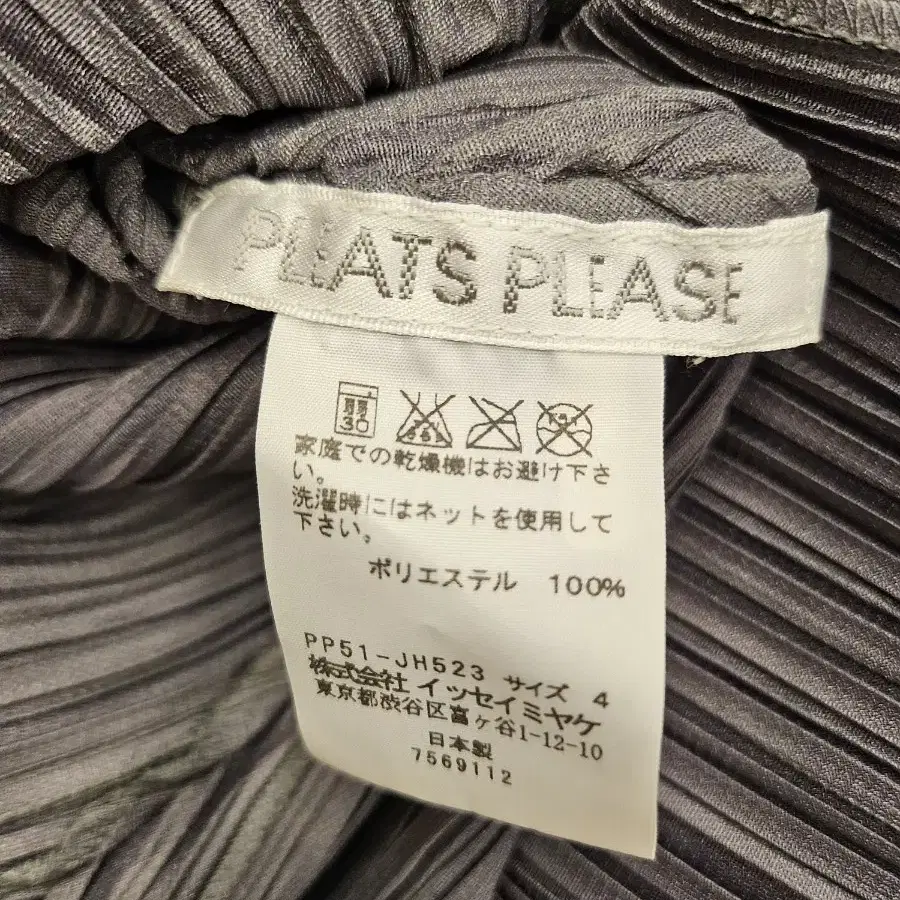 PLEATS PLEASE
弱
30
家庭での乾燥機はお避け下さ
い。
洗濯時にはネットを使用して
下さい。
ポリエステル 100%
PP51-JH523 サイズ 4
株式会社 イッセイミヤケ
東京都渋谷区富ヶ谷1-12-10
日本製
7569112